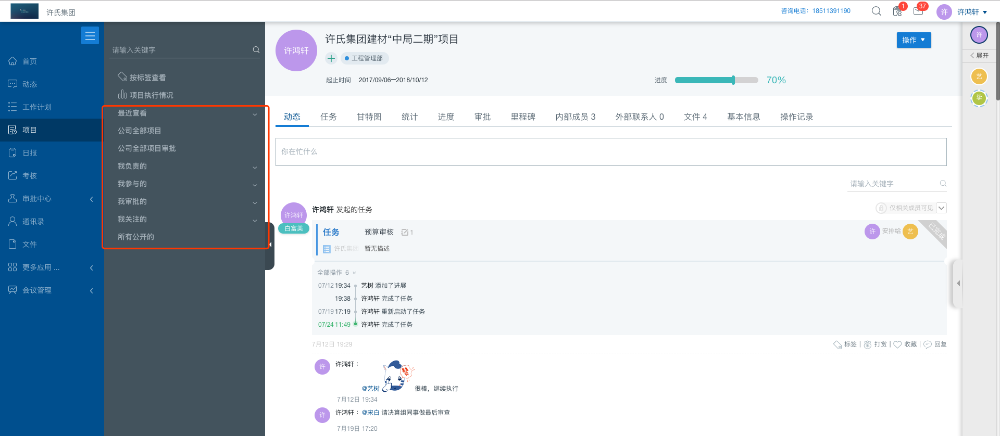 许氏集团
咨询电话：18511391190
1
37
许
许鸿轩
首页
动态
工作计划
项目
日报
考核
审批中心
通讯录
文件
更多应用 ...
会议管理
请输入关键字
按标签查看
项目执行情况
最近查看
公司全部项目
公司全部项目审批
我负责的
我参与的
我审批的
我关注的
所有公开的
许鸿轩
许氏集团建材“中局二期”项目
工程管理部
起止时间 2017/09/06—2018/10/12
进度 70%
操作
动态 任务 甘特图 统计 进度 审批 里程碑 内部成员 3 外部联系人 0 文件 4 基本信息 操作记录
你在忙什么
请输入关键字
许鸿轩
白富美
许鸿轩 发起的任务
仅相关成员可见
任务 预算审核 1
许 安排给 艺
已完成
许氏集团 暂无描述
全部操作 6
07/12 19:34 艺树 添加了进展
19:38 许鸿轩 完成了任务
07/19 17:19 许鸿轩 重新启动了任务
07/24 11:49 许鸿轩 完成了任务
7月12日 19:29
标签 | 打赏 | 收藏 | 回复
许
许鸿轩：
@艺树 很棒，继续执行
7月12日 19:34
许
许鸿轩：@宋白 请决算组同事做最后审查
7月19日 17:20
许
展开
艺
挚